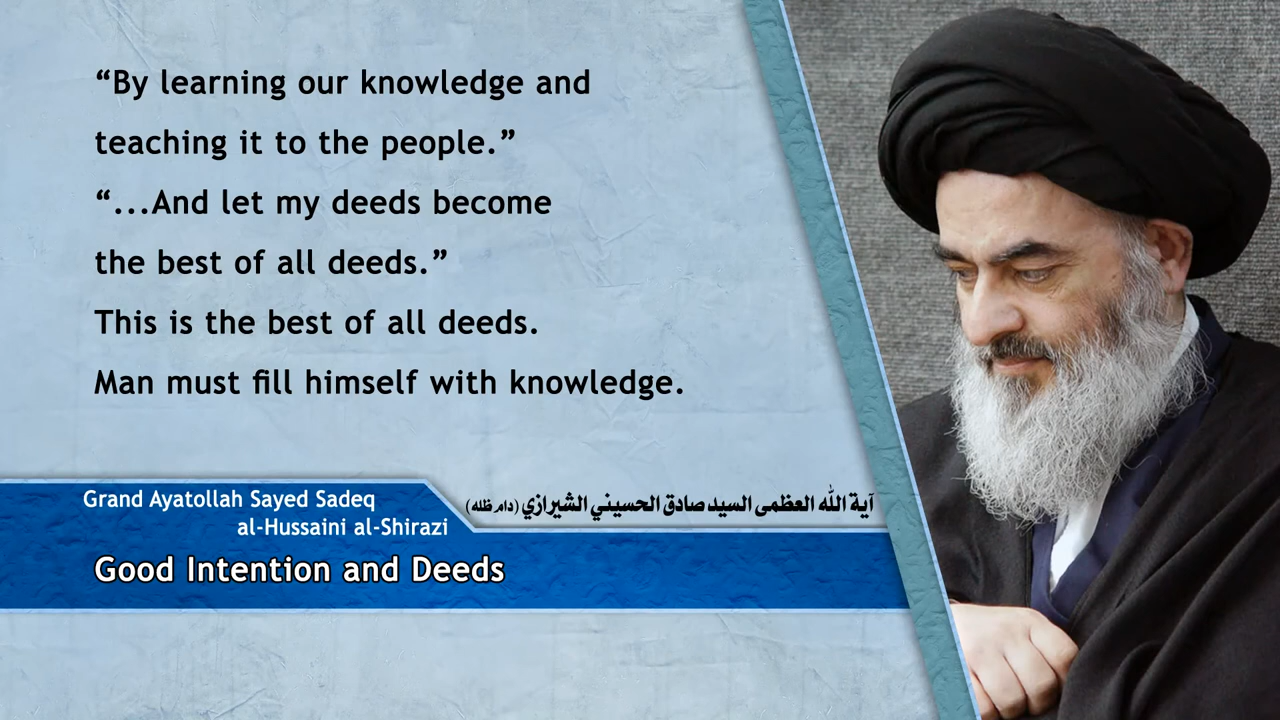 “By learning our knowledge and
teaching it to the people.”
“...And let my deeds become
the best of all deeds.”
This is the best of all deeds.
Man must fill himself with knowledge.
Grand Ayatollah Sayed Sadeq
al-Hussaini al-Shirazi
آية الله العظمى السيد صادق الحسيني الشيرازي (دام ظله)
Good Intention and Deeds